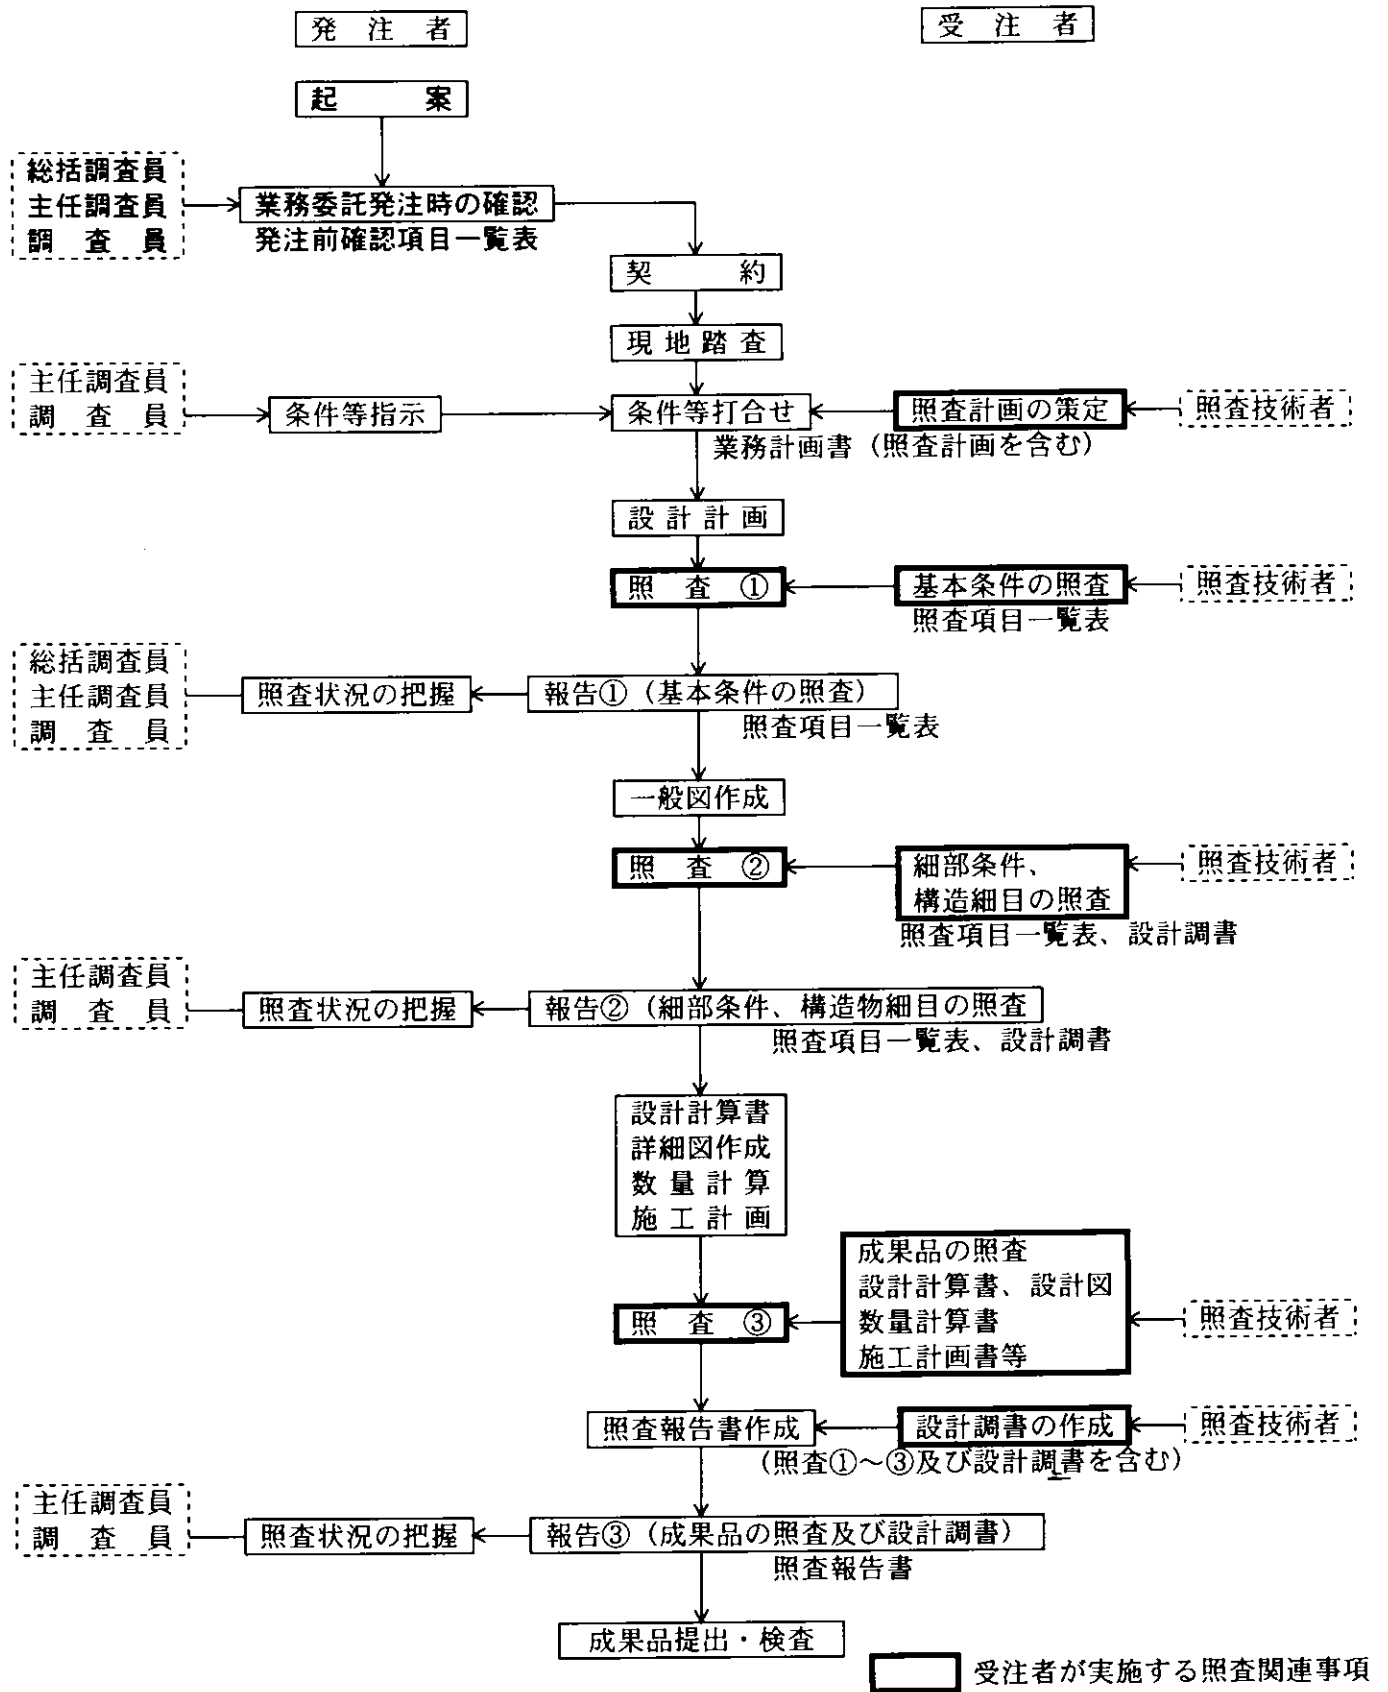 発注者
受注者
起案
総括調査員
主任調査員
調査員
業務委託発注時の確認
発注前確認項目一覧表
契約
現地踏査
主任調査員
調査員
条件等指示
条件等打合せ
照査計画の策定
照査技術者
業務計画書（照査計画を含む）
設計計画
照査①
基本条件の照査
照査技術者
照査項目一覧表
総括調査員
主任調査員
調査員
照査状況の把握
報告①（基本条件の照査）
照査項目一覧表
一般図作成
照査②
細部条件、
構造細目の照査
照査技術者
照査項目一覧表、設計調書
主任調査員
調査員
照査状況の把握
報告②（細部条件、構造物細目の照査
照査項目一覧表、設計調書
設計計算書
詳細図作成
数量計算
施工計画
成果品の照査
設計計算書、設計図
数量計算書
施工計画書等
照査③
照査技術者
照査報告書作成
設計調書の作成
照査技術者
（照査①～③及び設計調書を含む）
主任調査員
調査員
照査状況の把握
報告③（成果品の照査及び設計調書）
照査報告書
成果品提出・検査
受注者が実施する照査関連事項